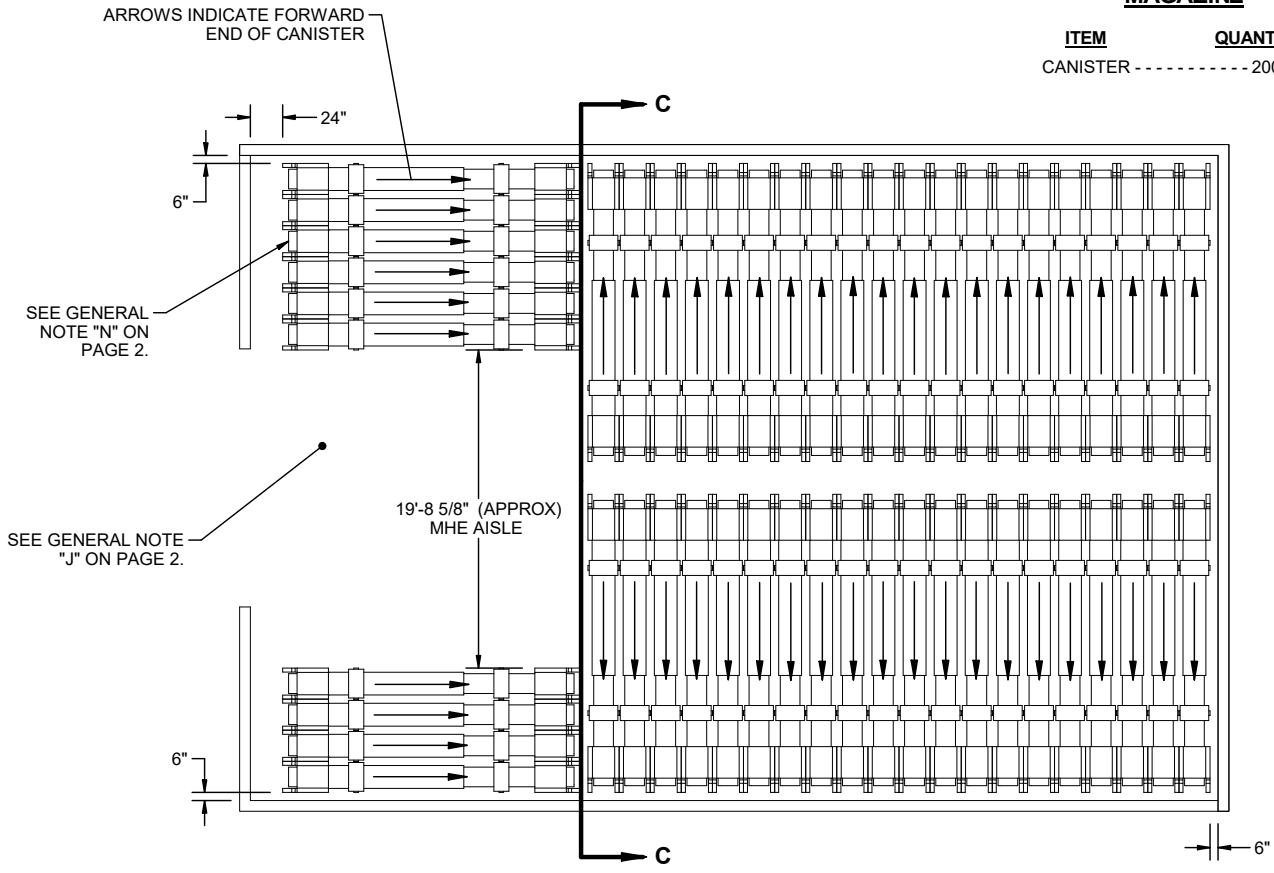 ITEM
CANISTER - - - - - - - - - - - 200
ARROWS INDICATE FORWARD
END OF CANISTER
C
24"
6"
SEE GENERAL
NOTE "N" ON
PAGE 2.
19'-8 5/8" (APPROX)
MHE AISLE
SEE GENERAL NOTE
"J" ON PAGE 2.
6"
C
6"